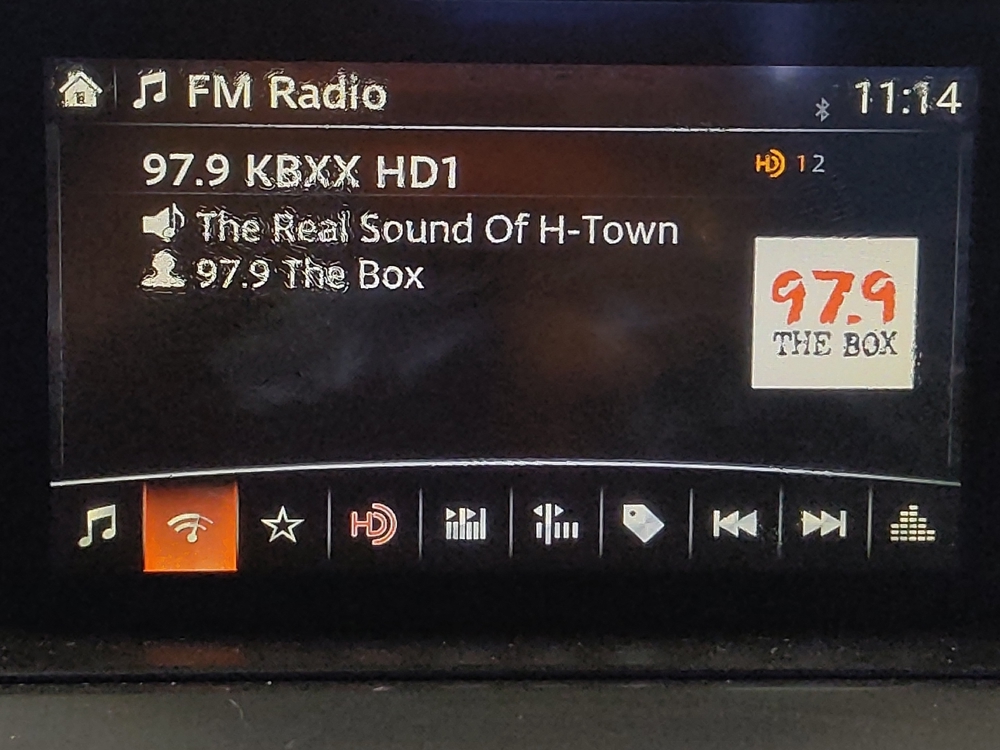 FM Radio
11:14
97.9 KBXX HD1
HD 1 2
The Real Sound Of H-Town
97.9 The Box
97.9
THE BOX
HD